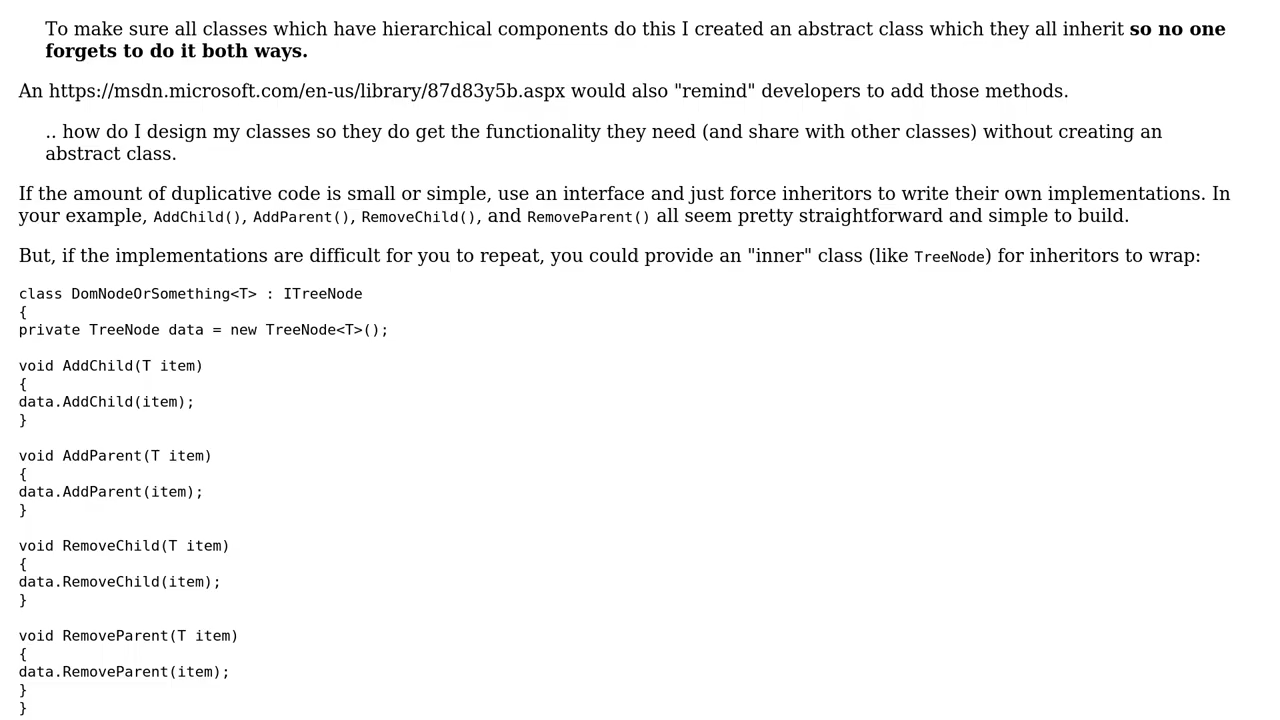 To make sure all classes which have hierarchical components do this I created an abstract class which they all inherit so no one
forgets to do it both ways.
An https://msdn.microsoft.com/en-us/library/87d83y5b.aspx would also "remind" developers to add those methods.
.. how do I design my classes so they do get the functionality they need (and share with other classes) without creating an
abstract class.
If the amount of duplicative code is small or simple, use an interface and just force inheritors to write their own implementations. In
your example, AddChild(), AddParent(), RemoveChild(), and RemoveParent() all seem pretty straightforward and simple to build.
But, if the implementations are difficult for you to repeat, you could provide an "inner" class (like TreeNode) for inheritors to wrap:
class DomNodeOrSomething<T> : ITreeNode
{
private TreeNode data = new TreeNode<T>();
void AddChild(T item)
{
data.AddChild(item);
}
void AddParent(T item)
{
data.AddParent(item);
}
void RemoveChild(T item)
{
data.RemoveChild(item);
}
void RemoveParent(T item)
{
data.RemoveParent(item);
}
}